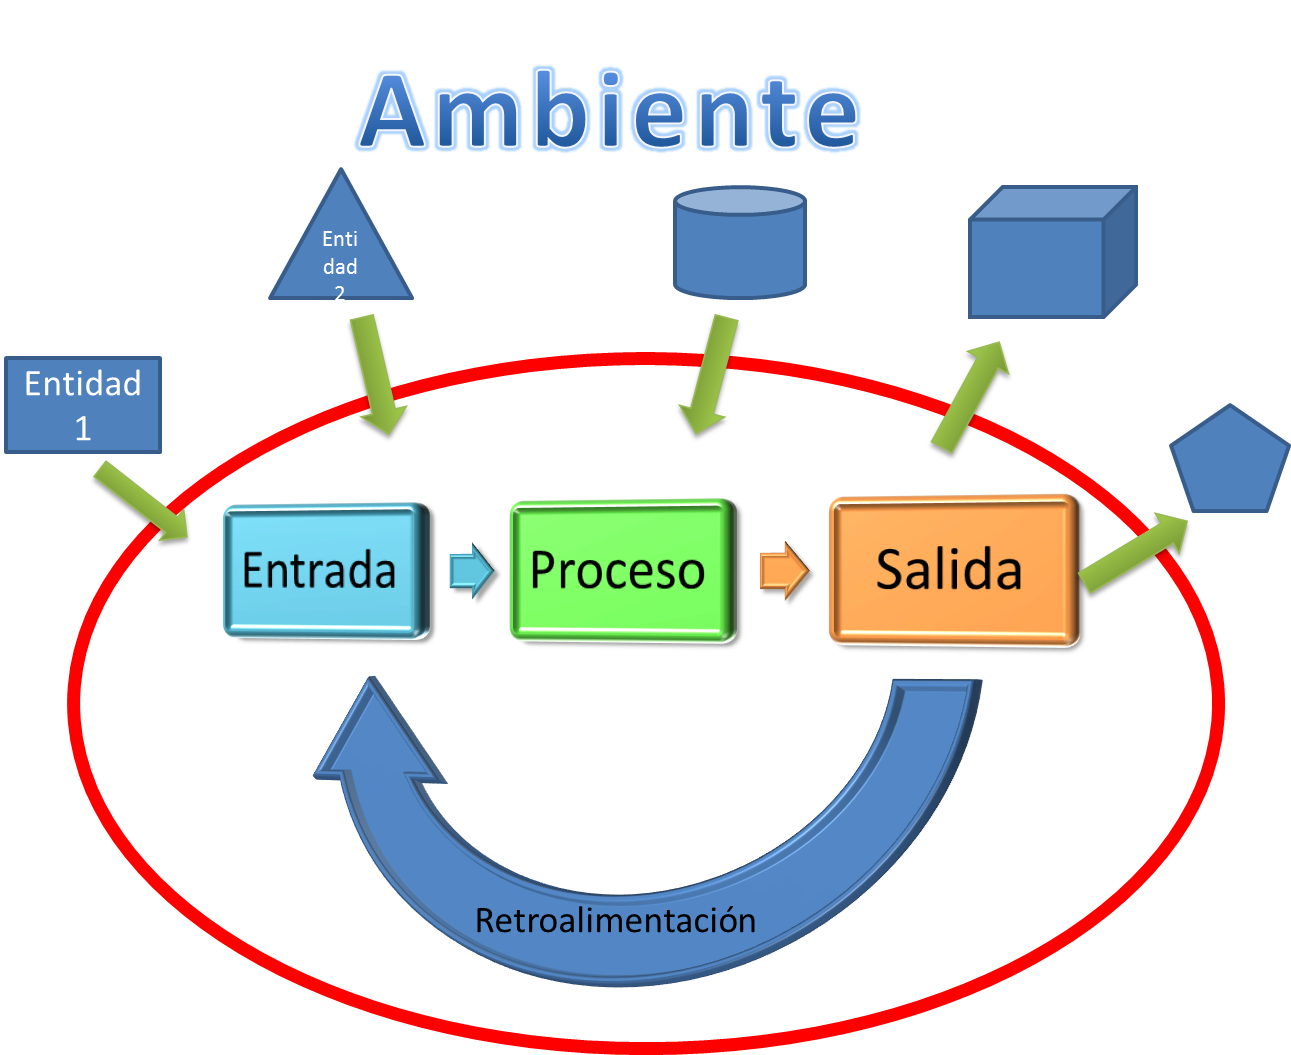 Ambiente
Enti
dad
2
Entidad
1
Entrada
Proceso
Salida
Retroalimentación